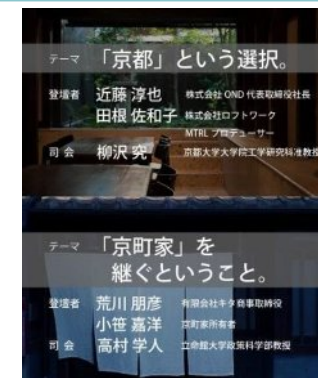 テーマ 「京都」という選択。
登壇者 近藤 淳也 株式会社 OND 代表取締役社長
田根 佐和子 株式会社ロフトワーク
MTRL プロデューサー
司 会 柳沢 究 京都大学大学院工学研究科准教授
テーマ 「京町家」を
継ぐということ。
登壇者 荒川 朋彦 有限会社キタ商事取締役
小笹 嘉洋 京町家所有者
司 会 高村 学人 立命館大学政策科学部教授